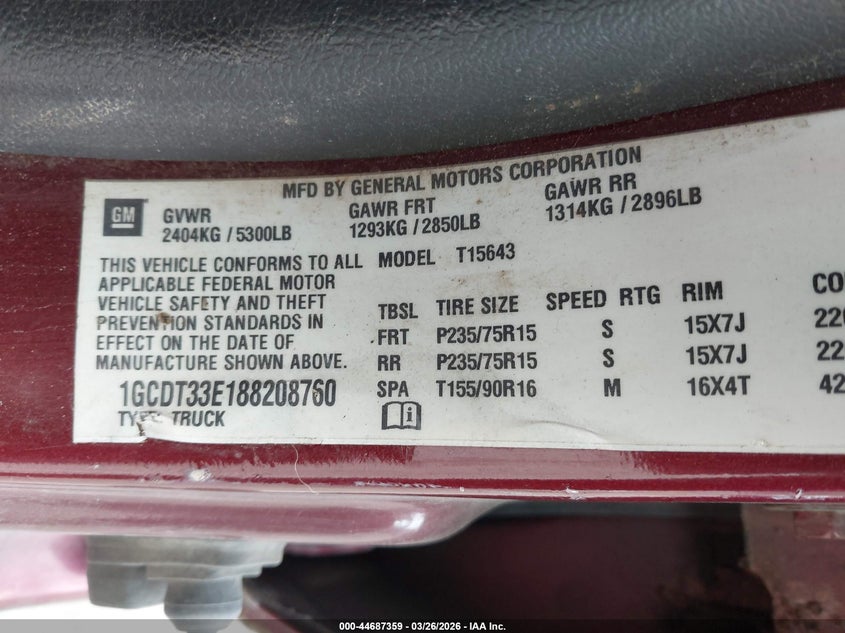 MFD BY GENERAL MOTORS CORPORATION
GM
GVWR GAWR FRT GAWR RR
2404KG / 5300LB 1293KG / 2850LB 1314KG / 2896LB
THIS VEHICLE CONFORMS TO ALL MODEL T15643
APPLICABLE FEDERAL MOTOR
VEHICLE SAFETY AND THEFT TBSL TIRE SIZE SPEED RTG RIM
PREVENTION STANDARDS IN FRT P235/75R15 S 15X7J
EFFECT ON THE DATE OF RR P235/75R15 S 15X7J
MANUFACTURE SHOWN ABOVE. SPA T155/90R16 M 16X4T
1GCDT33E188208760
TRUCK
000-44687359 - 03/26/2026 - IAA Inc.